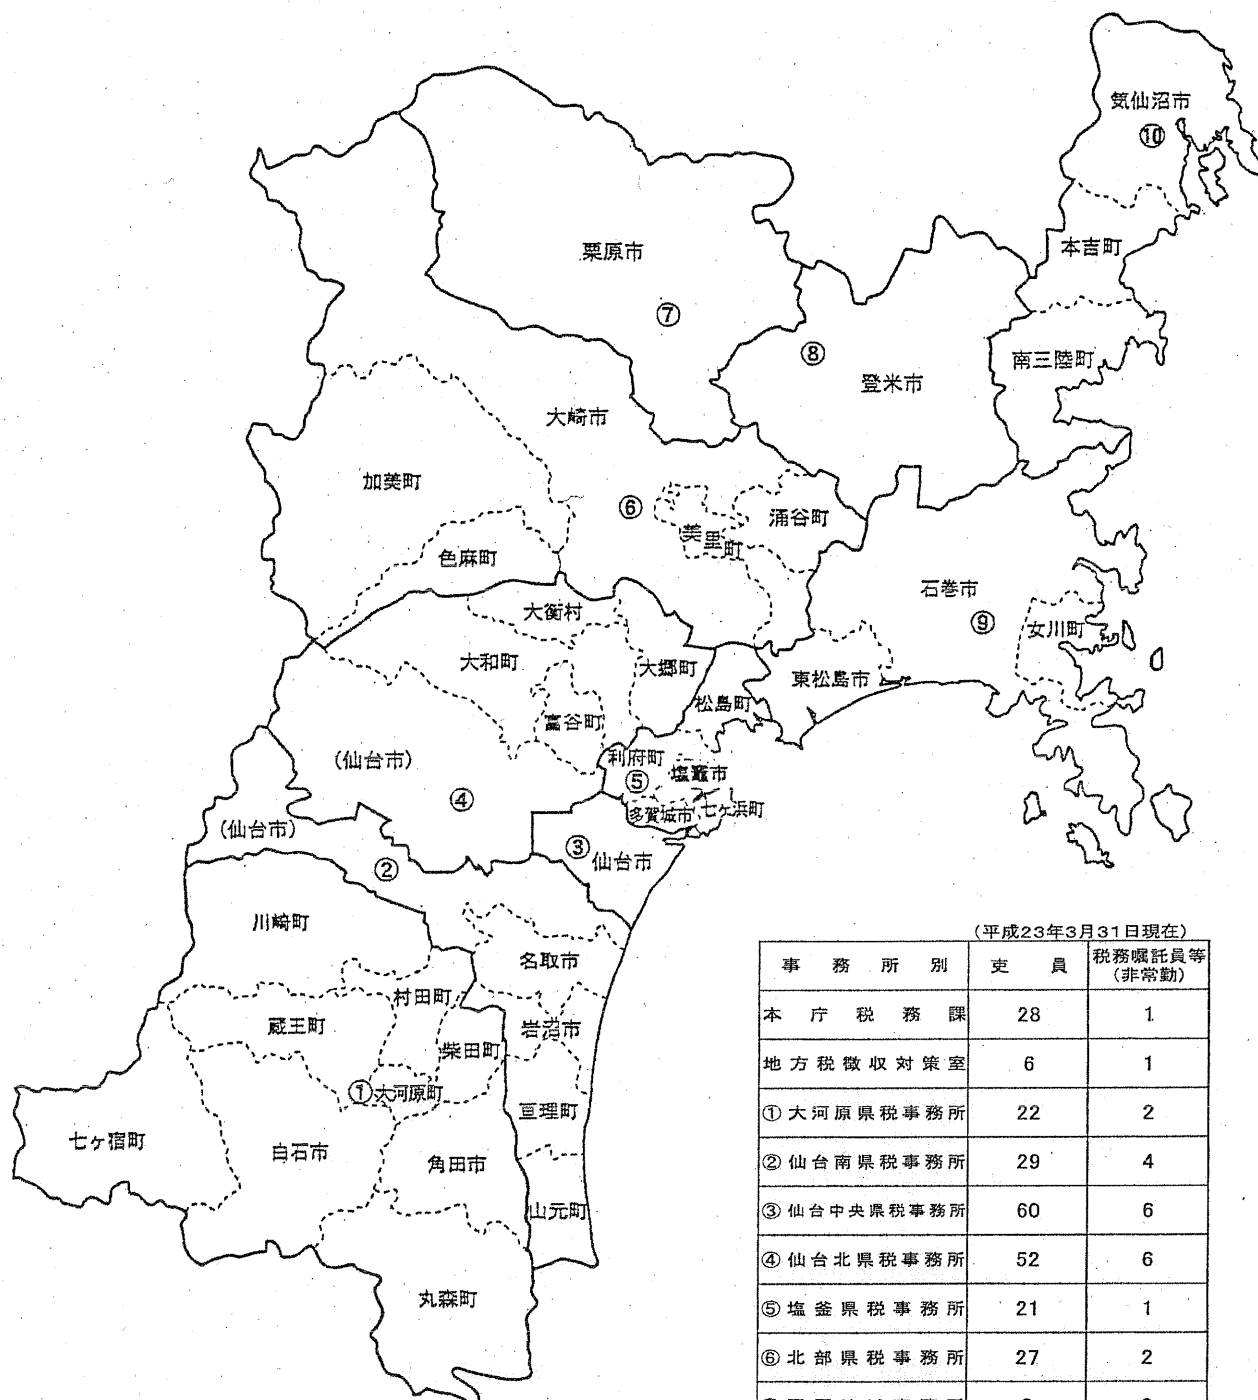 気仙沼市
⑩
本吉町
栗原市
⑦
⑧
登米市
南三陸町
大崎市
加美町
⑥
美里町
涌谷町
色麻町
石巻市
⑨
女川町
大衡村
大和町
大郷町
富谷町
松島町
東松島市
(仙台市)
④
利府町
⑤
塩竈市
多賀城市
七ヶ浜町
(仙台市)
②
③
仙台市
川崎町
名取市
村田町
岩沼市
蔵王町
柴田町
①大河原町
亘理町
七ヶ宿町
白石市
角田市
山元町
丸森町
(平成23年3月31日現在)
事務所別 吏員 税務嘱託員等(非常勤)
本庁税務課 28 1
地方税徴収対策室 6 1
①大河原県税事務所 22 2
②仙台南県税事務所 29 4
③仙台中央県税事務所 60 6
④仙台北県税事務所 52 6
⑤塩釜県税事務所 21 1
⑥北部県税事務所 27 2